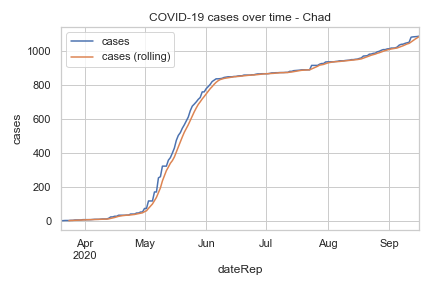 COVID-19 cases over time - Chad
cases
cases (rolling)
cases
1000
800
600
400
200
0
Apr
2020
May
Jun
Jul
Aug
Sep
dateRep